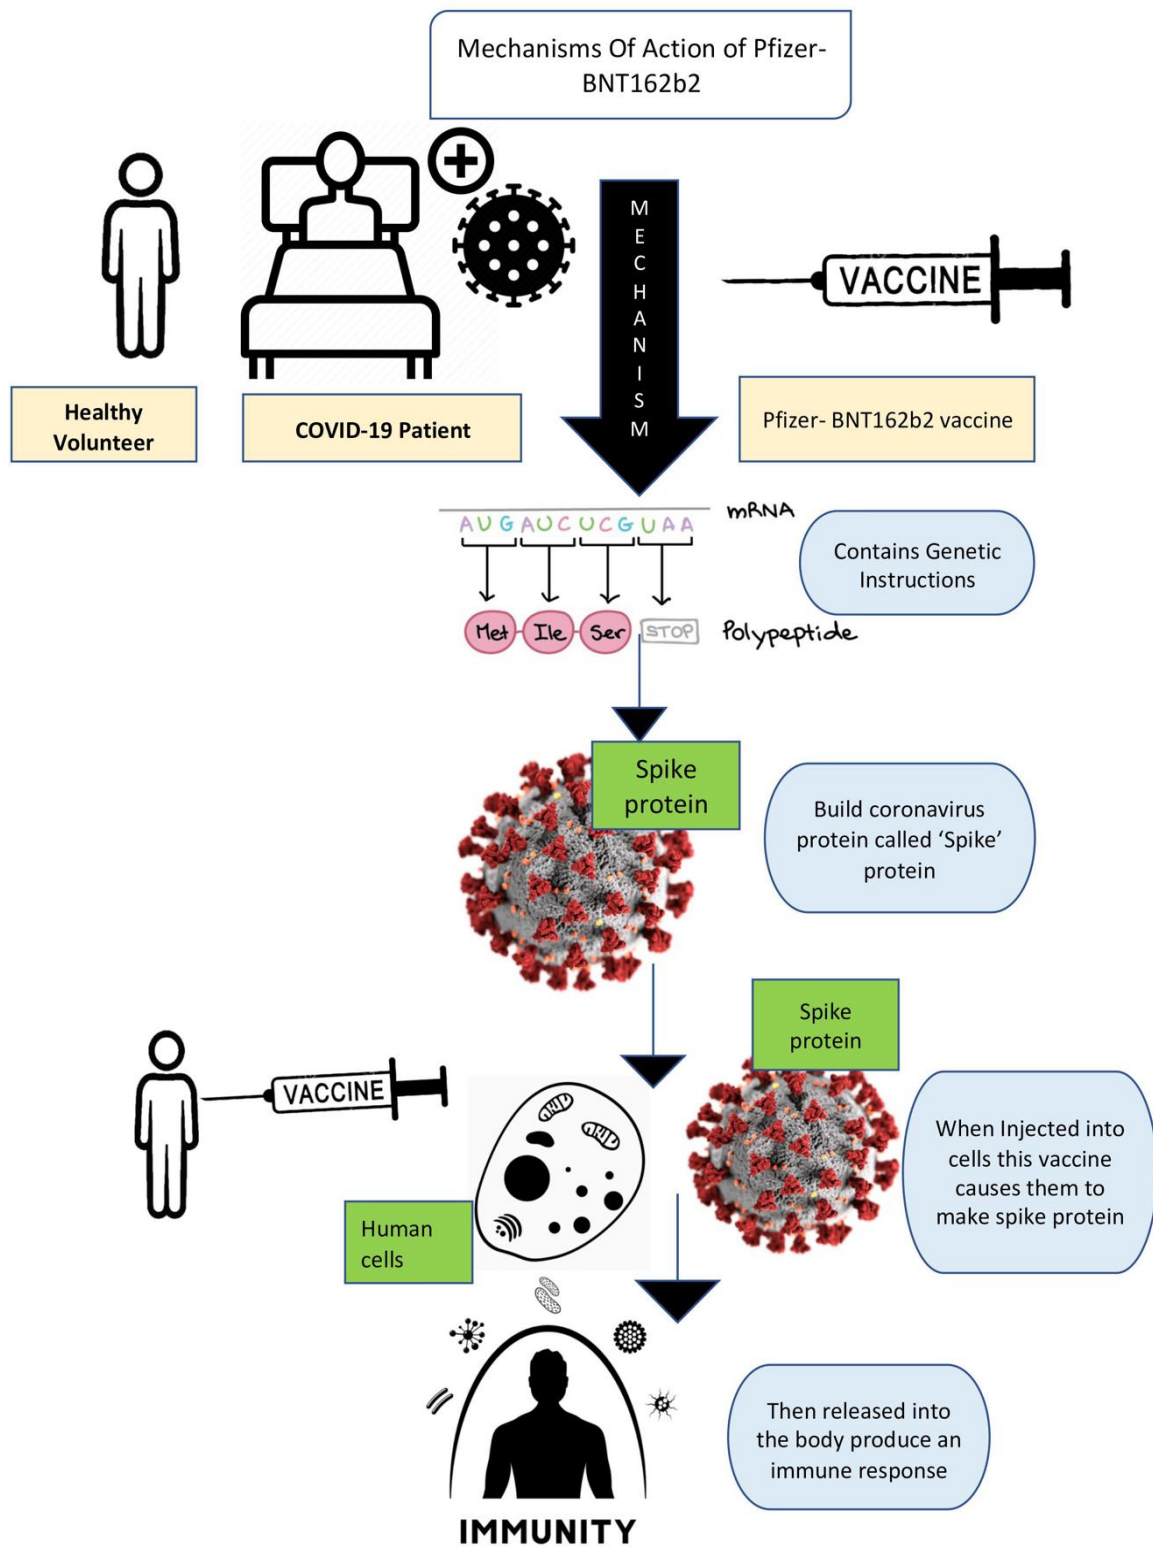 Mechanisms Of Action of Pfizer-
BNT162b2
MECHANISM
VACCINE
Healthy
Volunteer
COVID-19 Patient
Pfizer- BNT162b2 vaccine
AUGAUCUCGUAA
mRNA
Contains Genetic
Instructions
Met Ile Ser STOP
Polypeptide
Spike
protein
Build coronavirus
protein called ‘Spike’
protein
Spike
protein
VACCINE
When Injected into
cells this vaccine
causes them to
make spike protein
Human
cells
Then released into
the body produce an
immune response
IMMUNITY